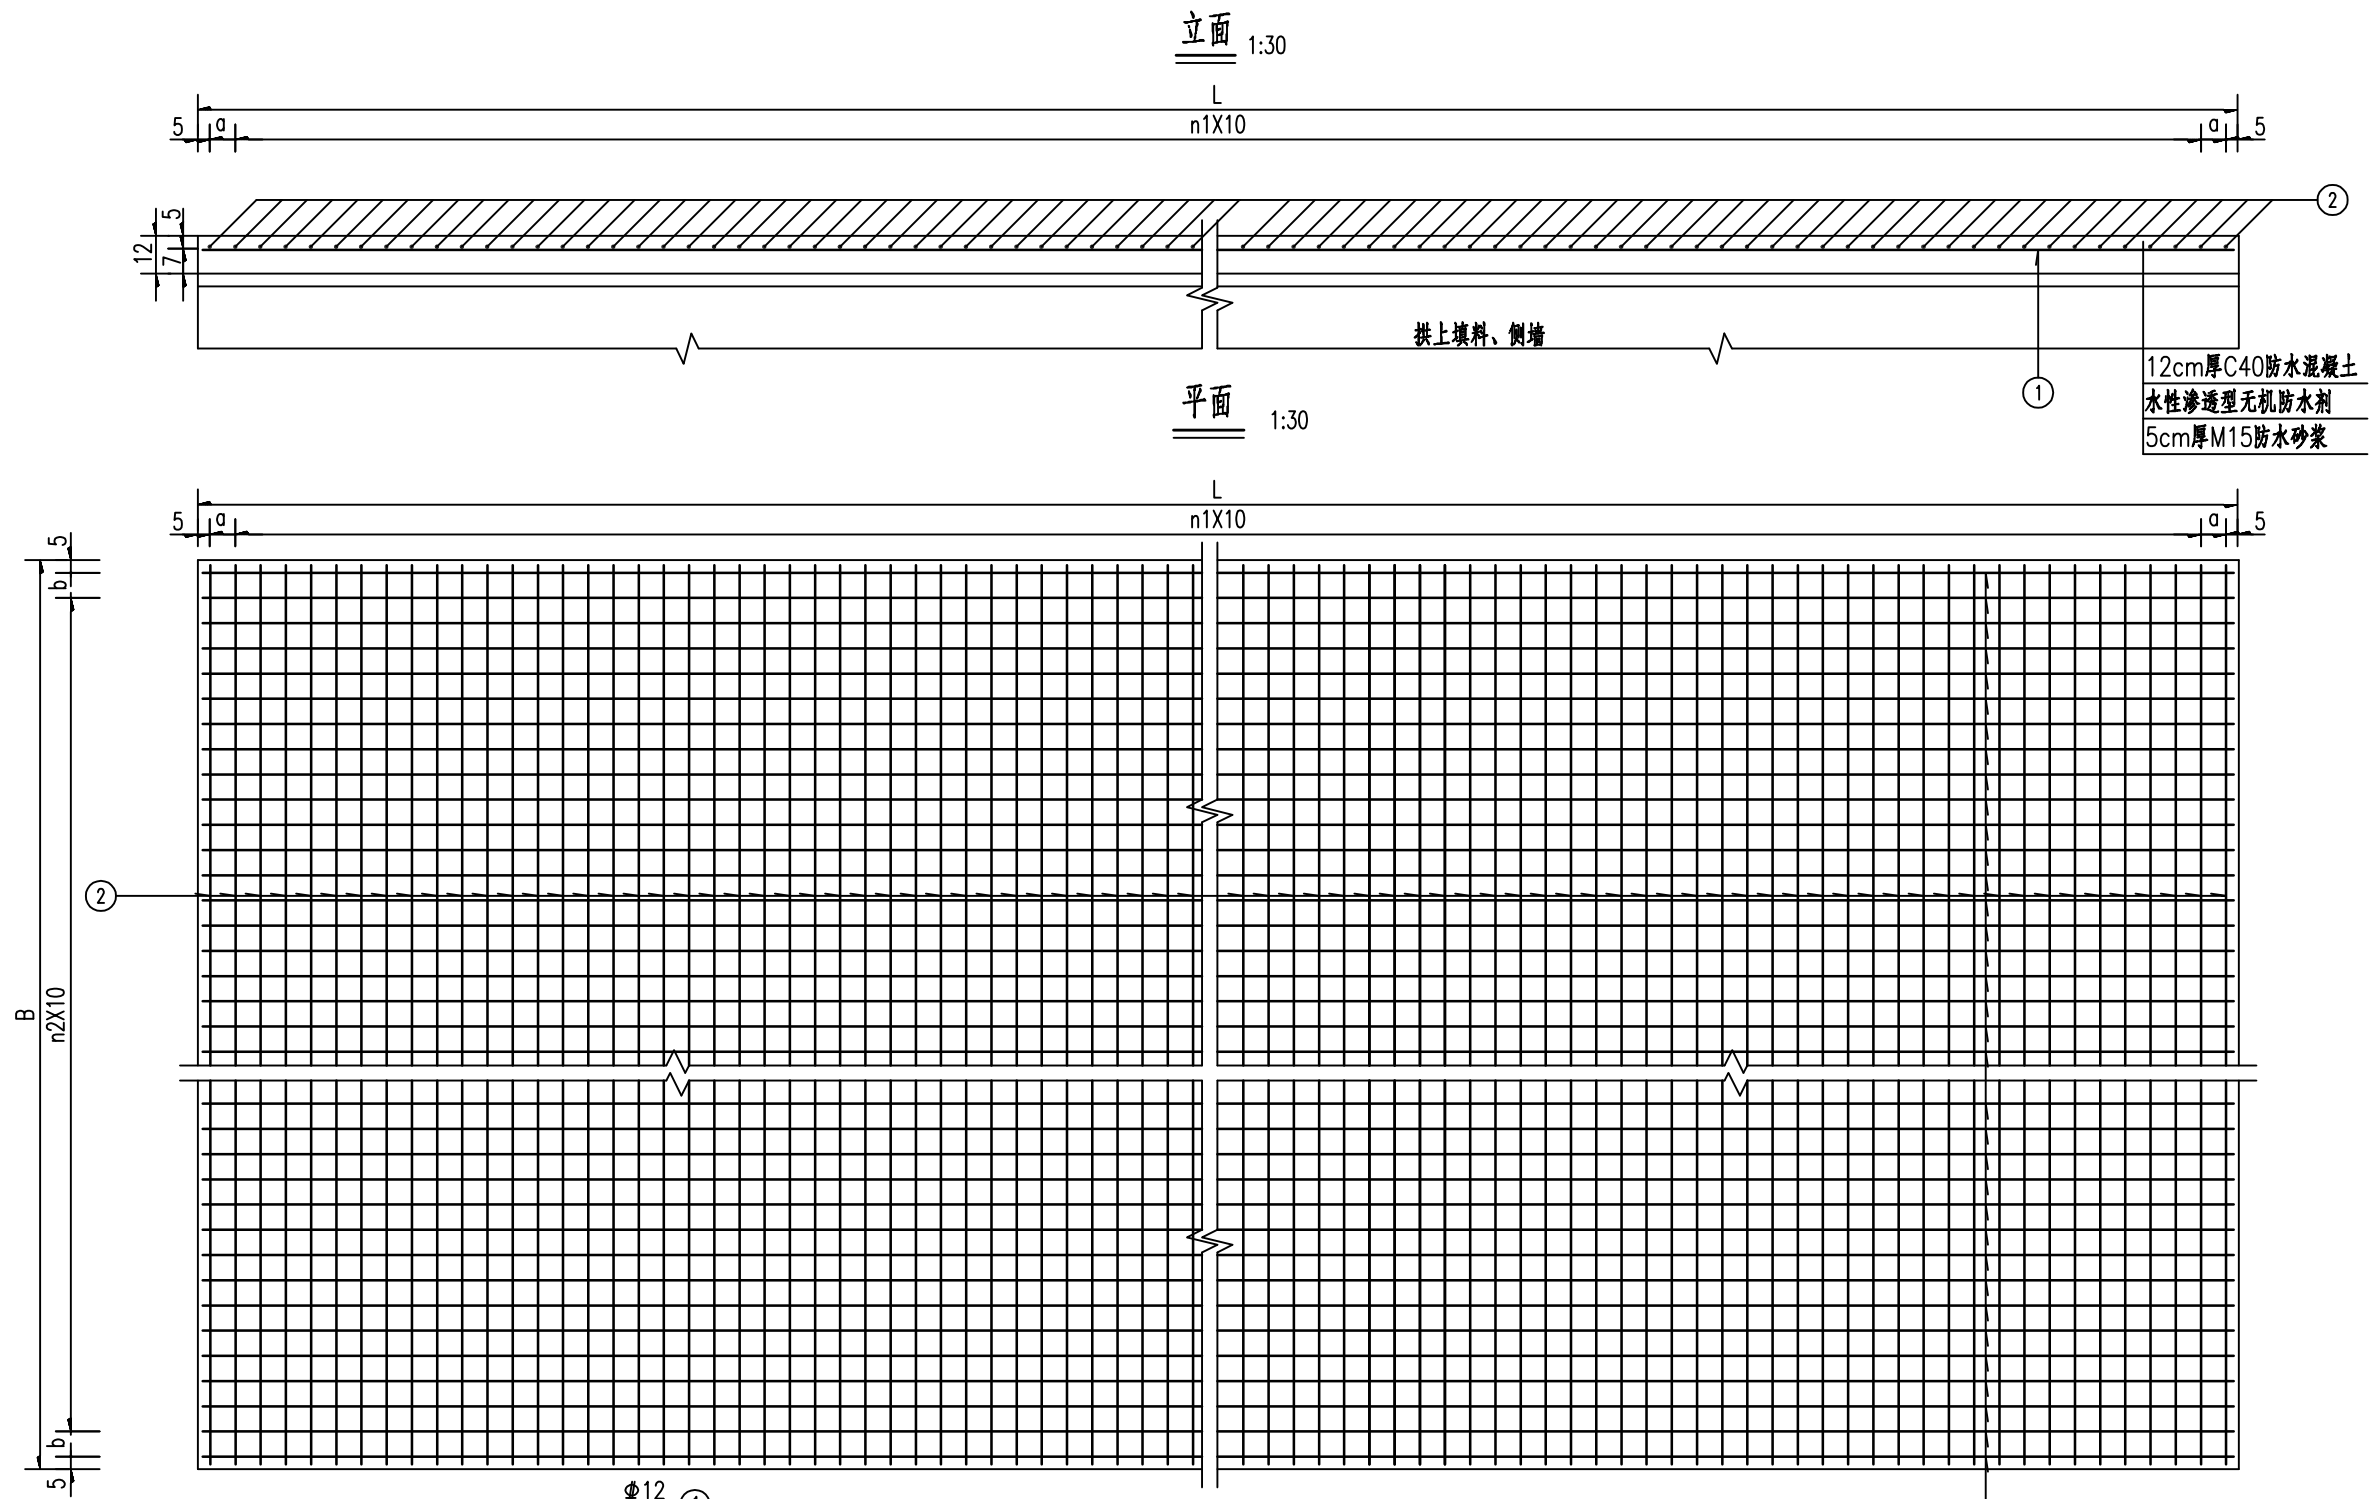 立面 1:30
L
5 a n1X10 a 5
2
12 5 7
拱上填料、侧墙
1
12cm厚C40防水混凝土
水性渗透型无机防水剂
5cm厚M15防水砂浆
平面 1:30
L
5 a n1X10 a 5
5
b
2
B
n2X10
b
5
12